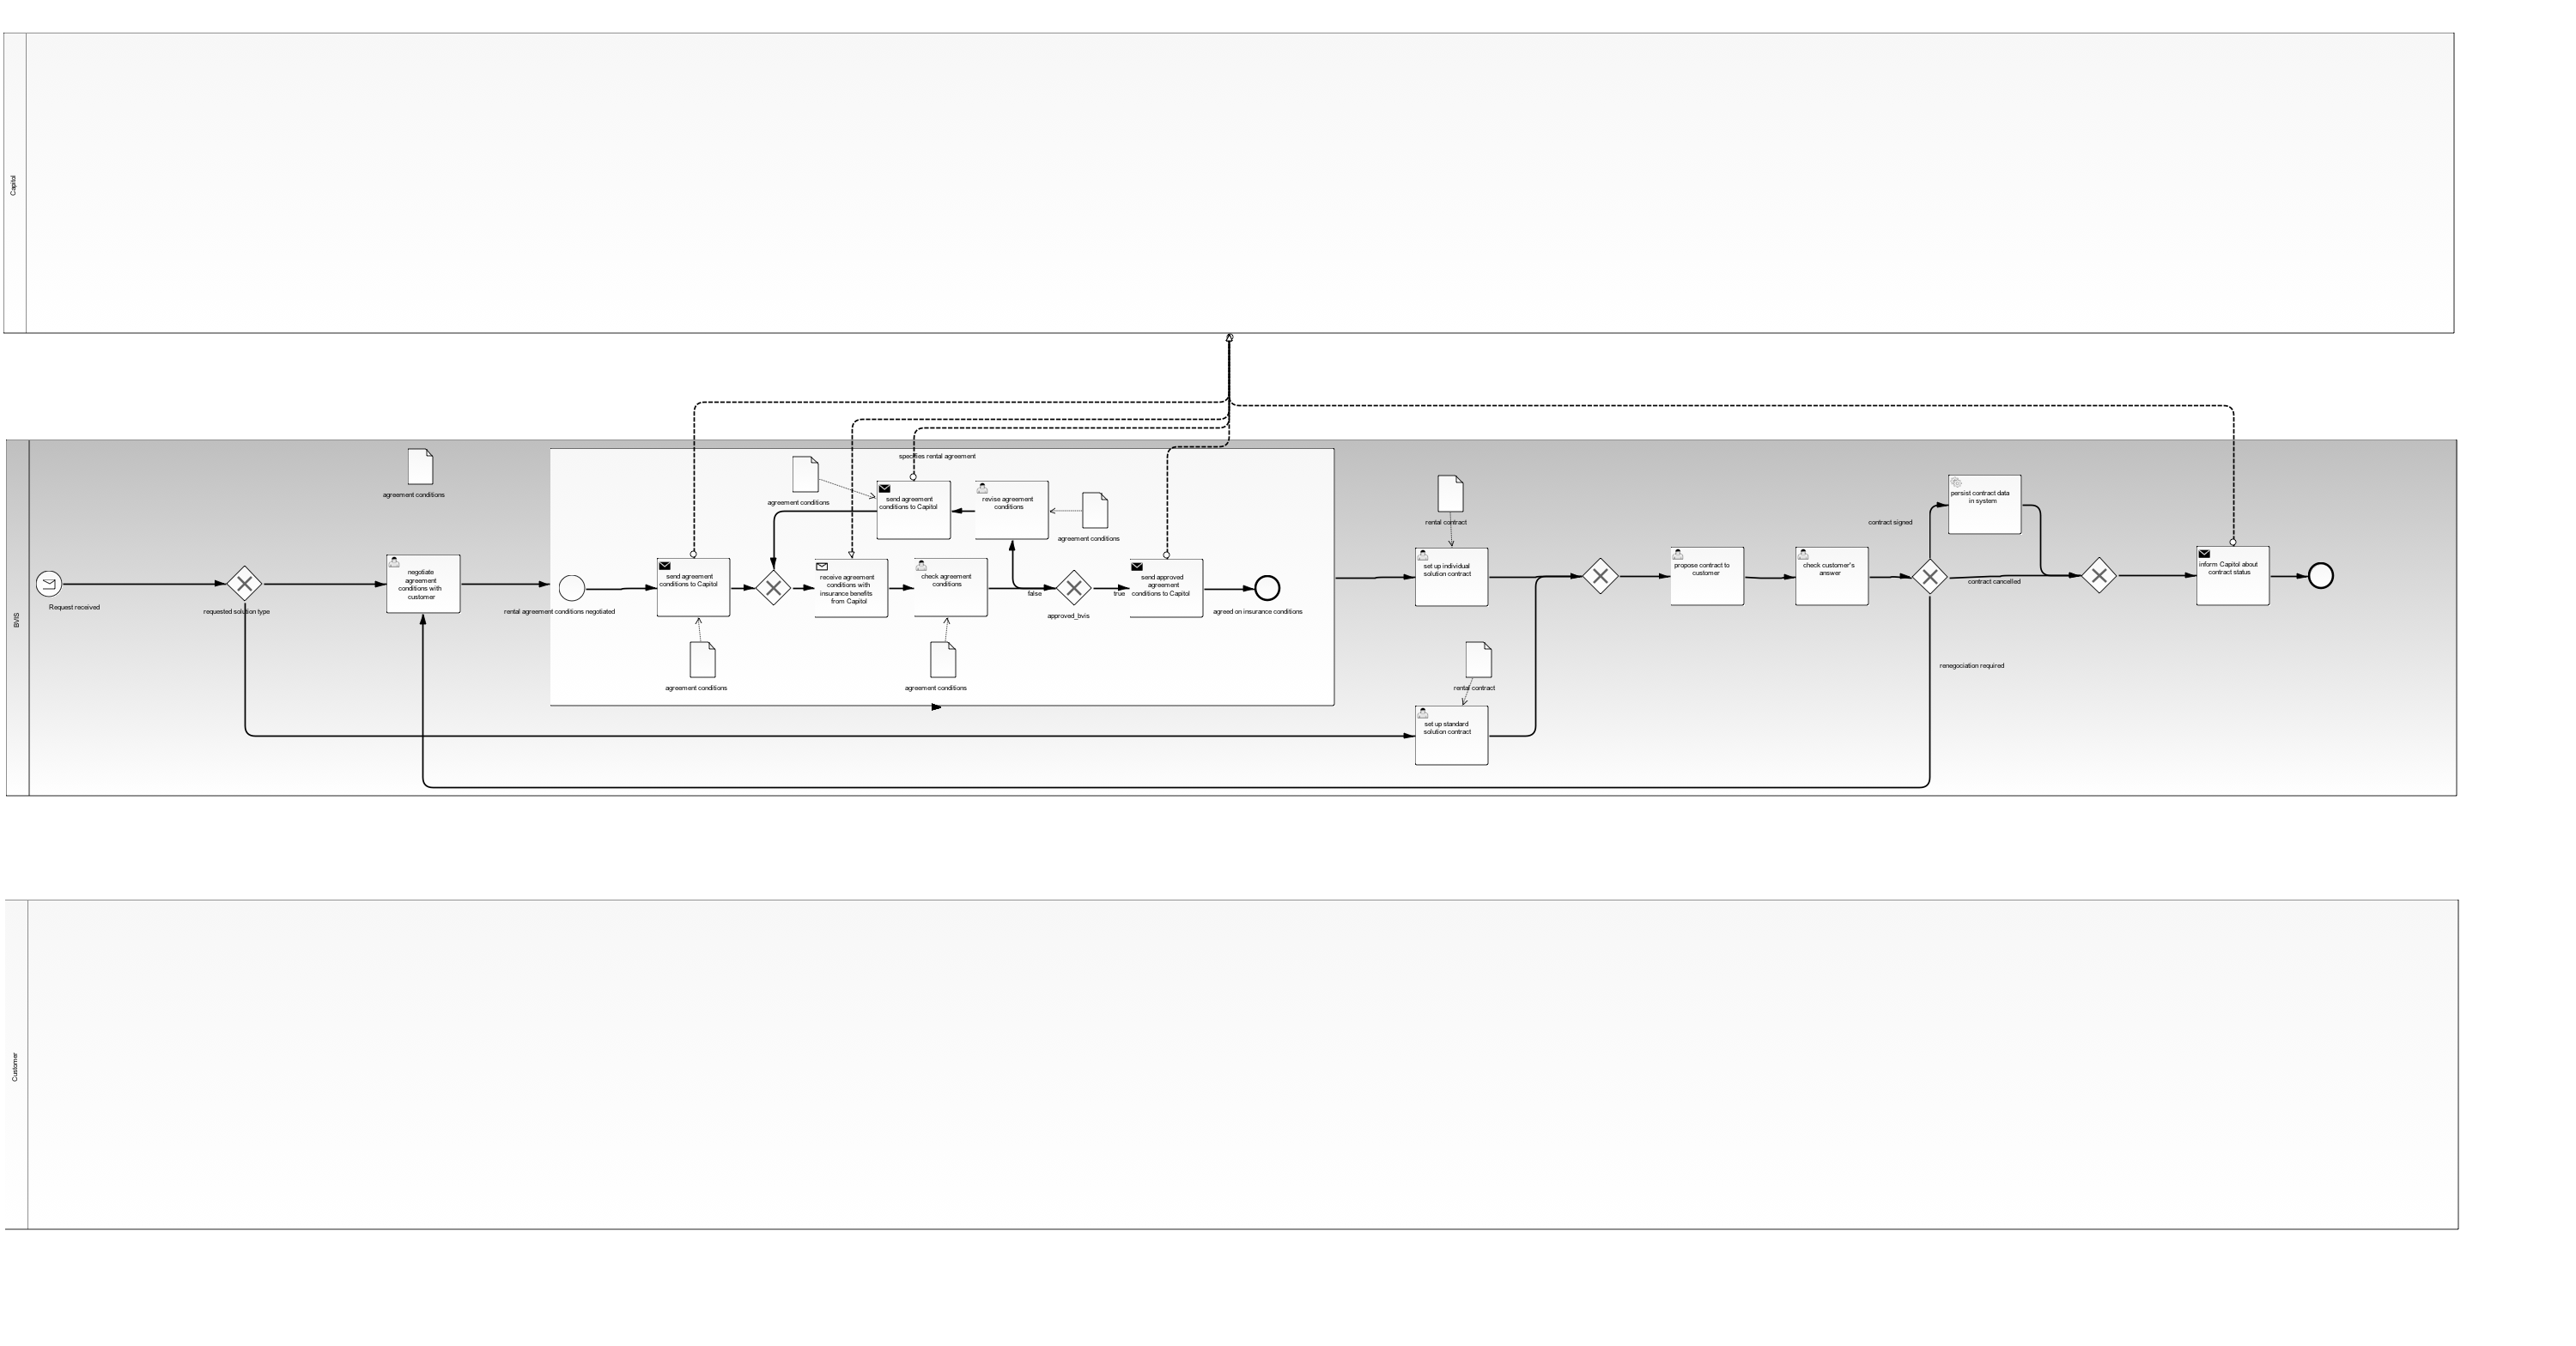 Capitol
BVIS
Request received
requested solution type
agreement conditions
negotiate
agreement
conditions with
customer
specifies rental agreement
rental agreement conditions negotiated
send agreement
conditions to Capitol
agreement conditions
agreement conditions
send agreement
conditions to Capitol
revise agreement
conditions
agreement conditions
receive agreement
conditions with
insurance benefits
from Capitol
check agreement
conditions
agreement conditions
false
approved_bvis
true
send approved
agreement
conditions to Capitol
agreed on insurance conditions
rental contract
set up individual
solution contract
rental contract
set up standard
solution contract
propose contract to
customer
check customer's
answer
contract signed
persist contract data
in system
contract cancelled
renegociation required
inform Capitol about
contract status
Customer